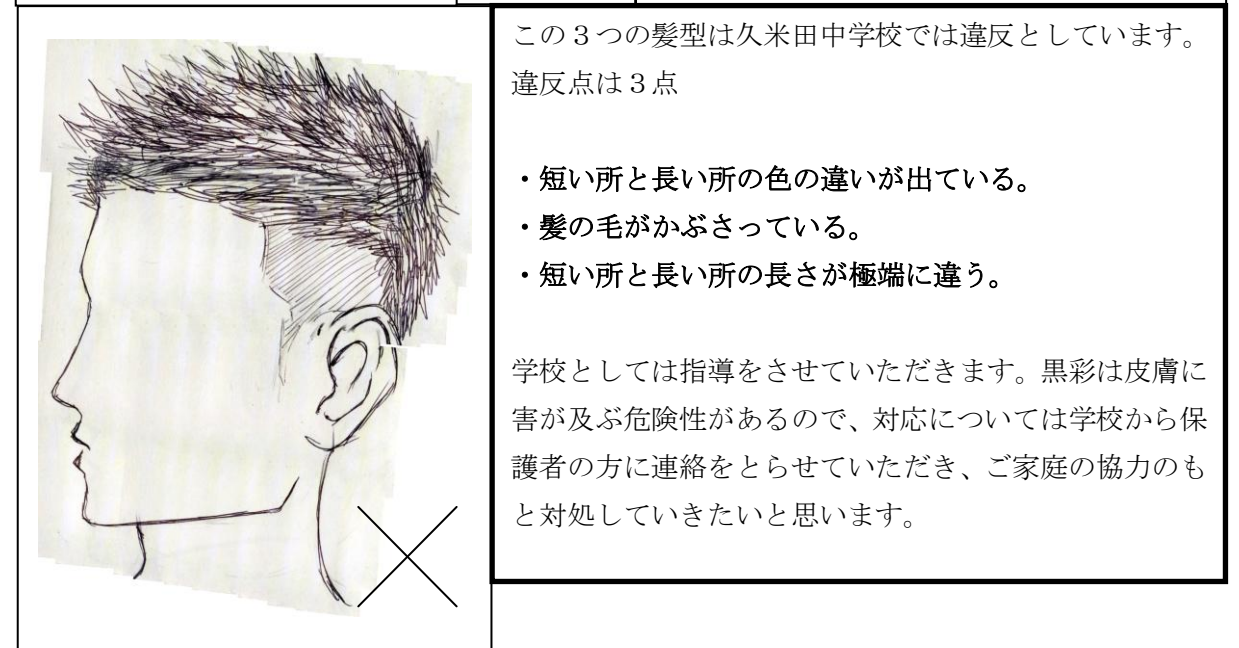 この３つの髪型は久米田中学校では違反としています。
違反点は３点
・短い所と長い所の色の違いが出ている。
・髪の毛がかぶさっている。
・短い所と長い所の長さが極端に違う。
学校としては指導をさせていただきます。黒彩は皮膚に
害が及ぶ危険性があるので、対応については学校から保
護者の方に連絡をとらせていただき、ご家庭の協力のも
と対処していきたいと思います。